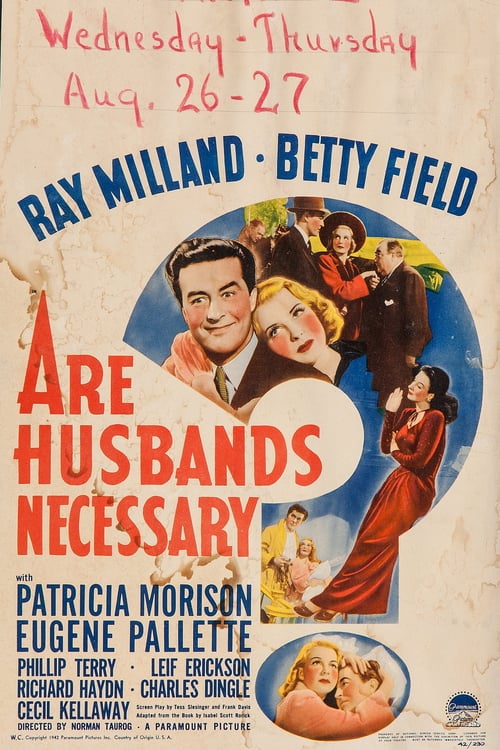 Wednesday - Thursday
Aug. 26-27
RAY MILLAND · BETTY FIELD
ARE
HUSBANDS
NECESSARY
?
with
PATRICIA MORISON
EUGENE PALLETTE
PHILLIP TERRY · LEIF ERICKSON
RICHARD HAYDN · CHARLES DINGLE
CECIL KELLAWAY
Screen Play by Tess Slesinger and Frank Davis
Adapted from the Book by Isabel Scott Rorick
DIRECTED BY NORMAN TAUROG · A PARAMOUNT PICTURE
W.C. Copyright 1942 Paramount Pictures Inc. Country of Origin U.S.A.
Paramount
42/232